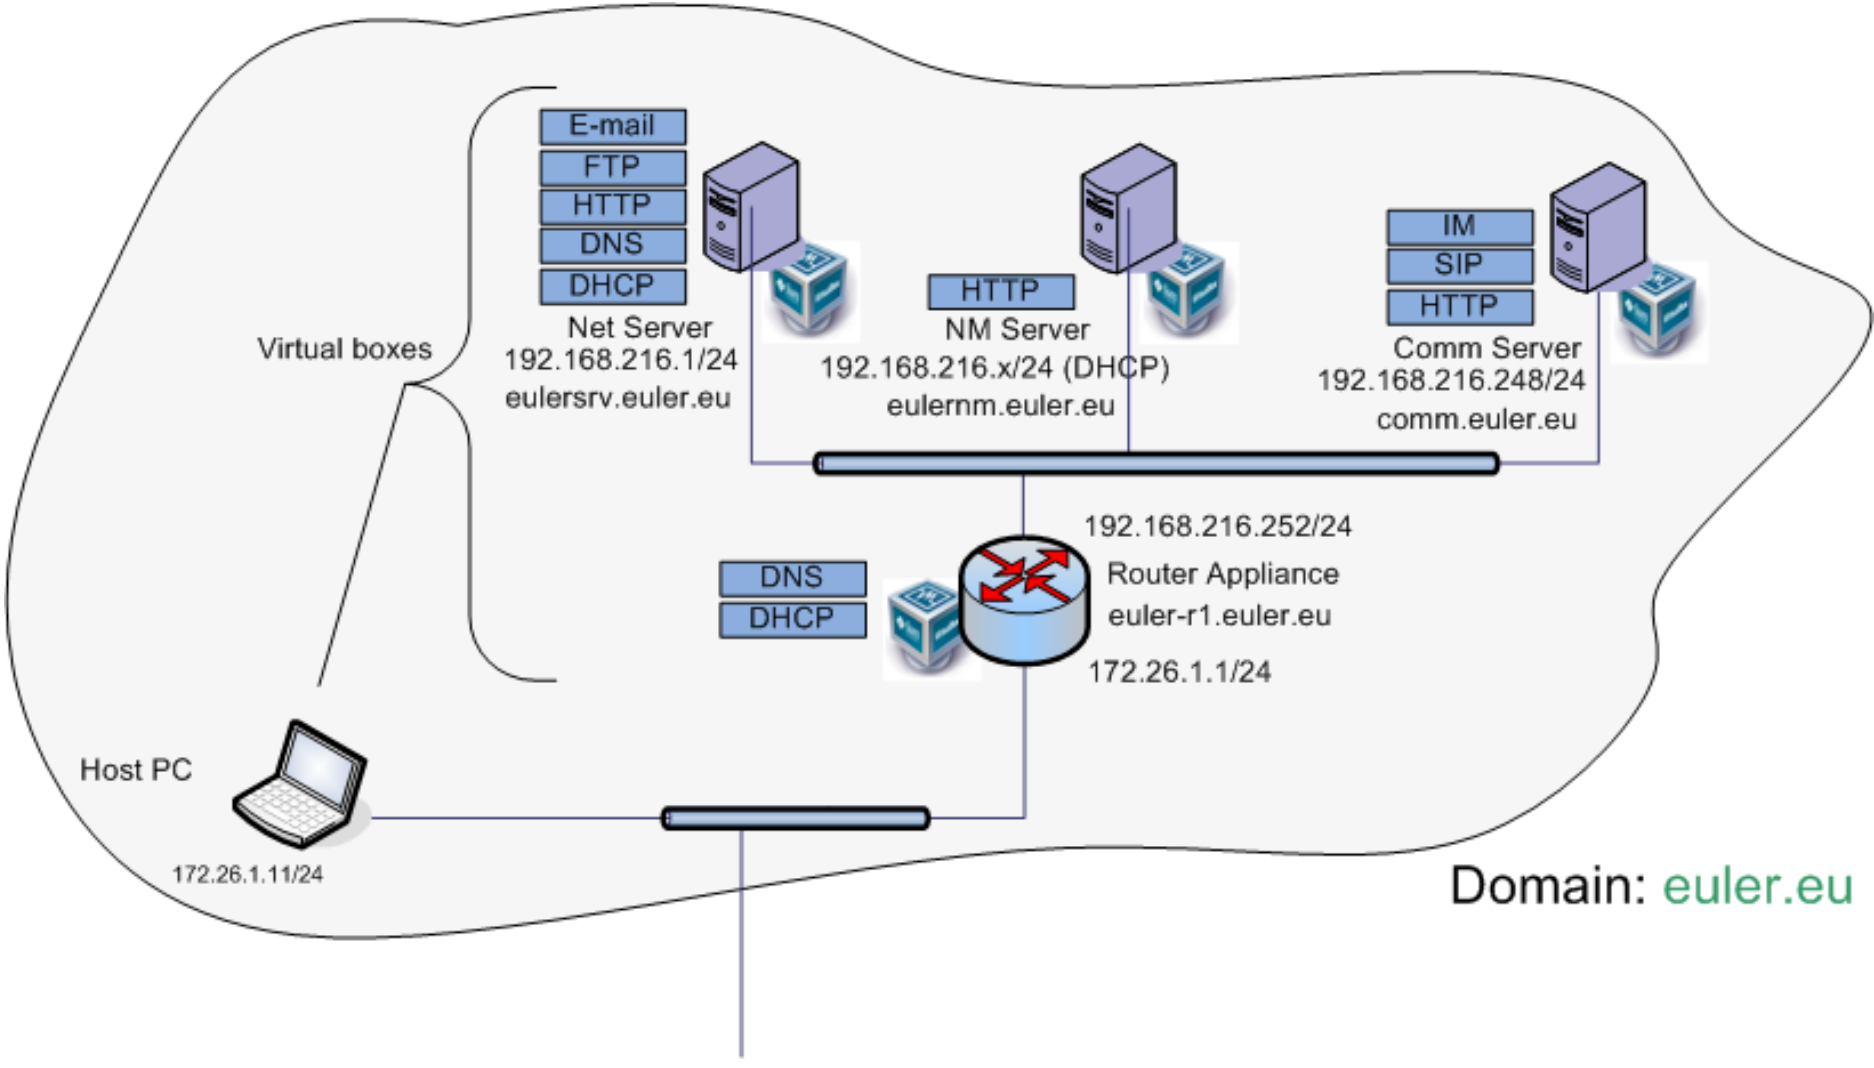 E-mail
FTP
HTTP
DNS
DHCP
Net Server
192.168.216.1/24
eulersrv.euler.eu
HTTP
NM Server
192.168.216.x/24 (DHCP)
eulernm.euler.eu
IM
SIP
HTTP
Comm Server
192.168.216.248/24
comm.euler.eu
Virtual boxes
192.168.216.252/24
DNS
DHCP
Router Appliance
euler-r1.euler.eu
172.26.1.1/24
Host PC
172.26.1.11/24
Domain: euler.eu